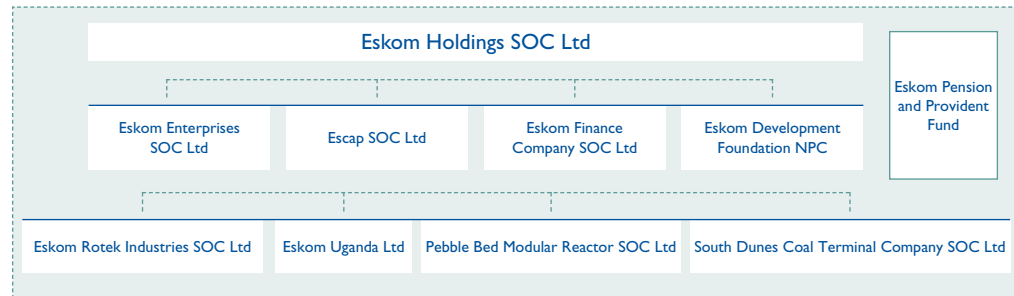 Eskom Holdings SOC Ltd
Eskom Pension
and Provident
Fund
Eskom Enterprises
SOC Ltd
Escap SOC Ltd
Eskom Finance
Company SOC Ltd
Eskom Development
Foundation NPC
Eskom Rotek Industries SOC Ltd
Eskom Uganda Ltd
Pebble Bed Modular Reactor SOC Ltd
South Dunes Coal Terminal Company SOC Ltd